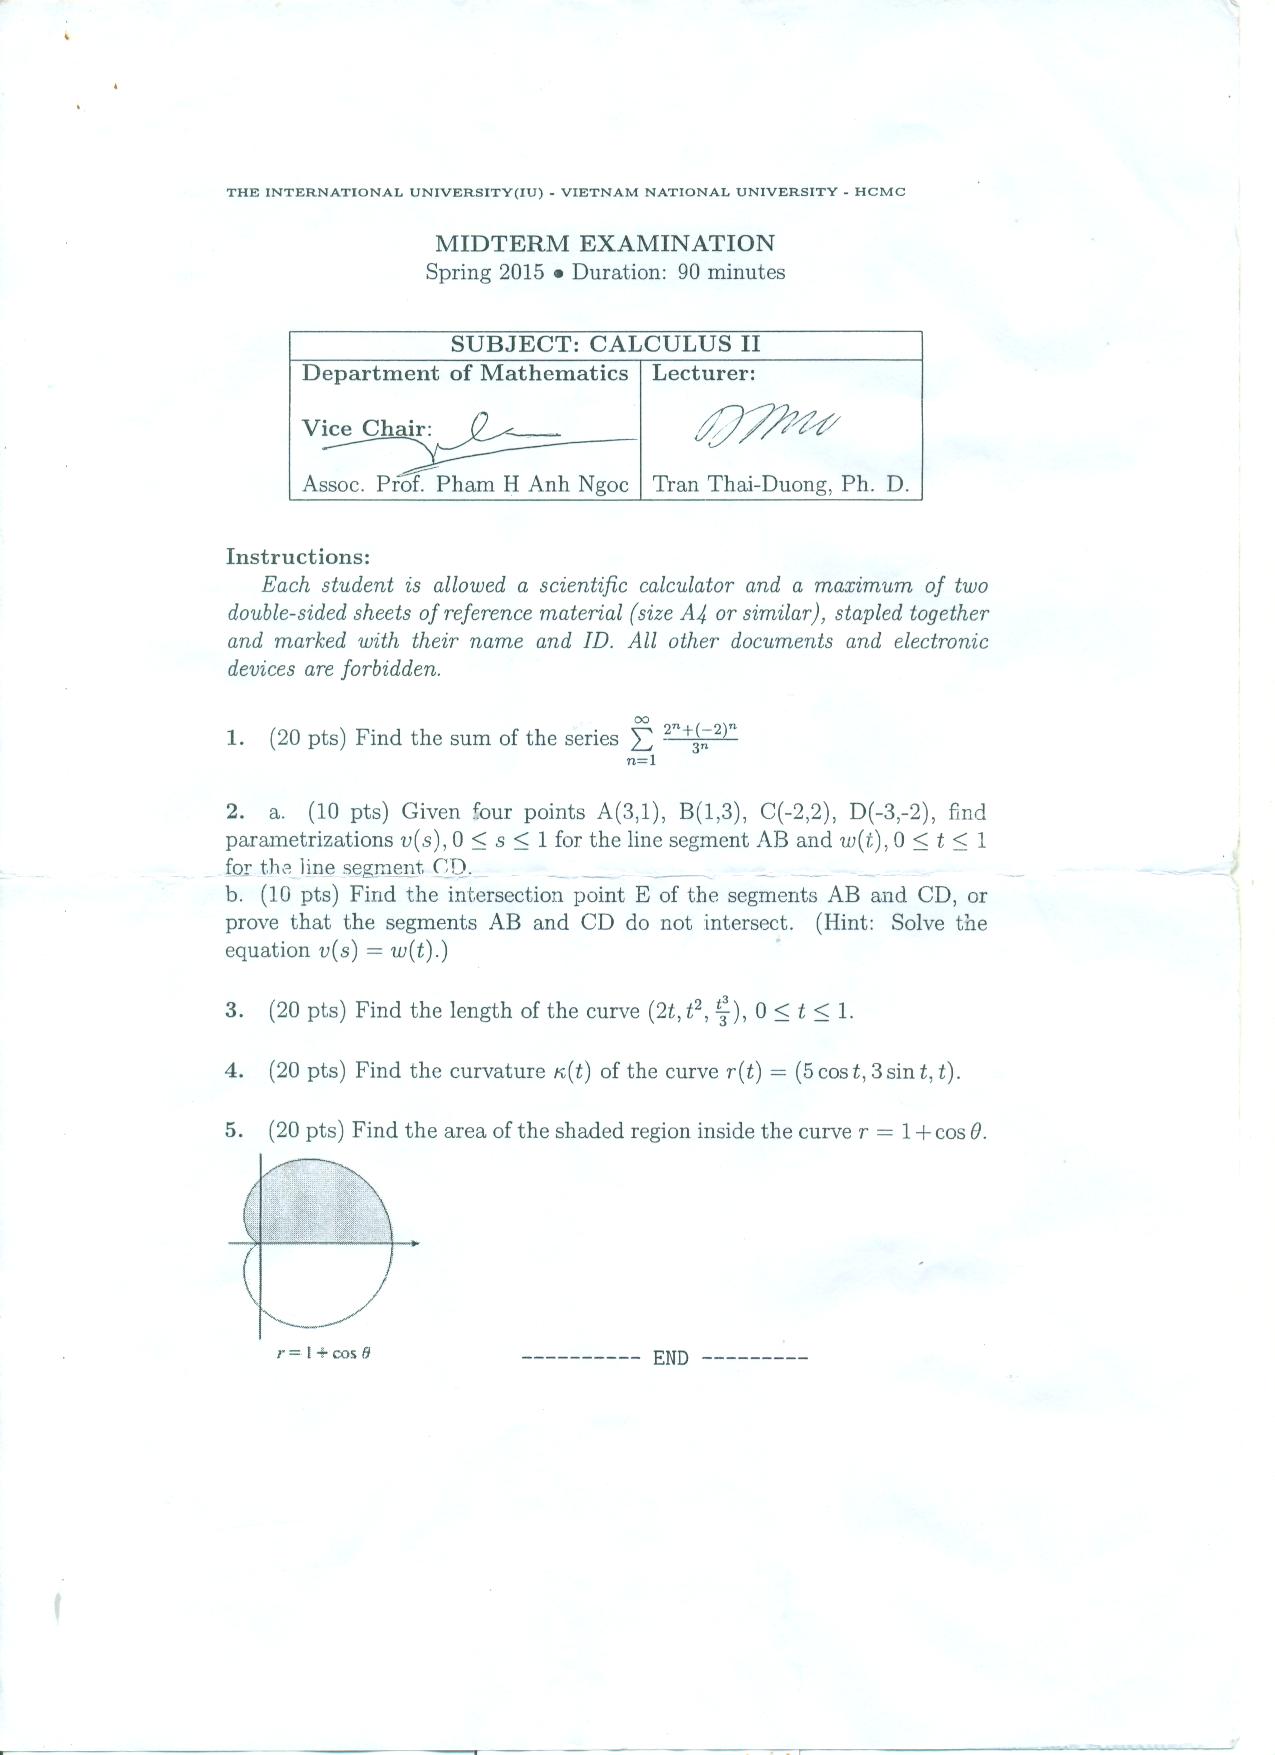 THE INTERNATIONAL UNIVERSITY(IU) - VIETNAM NATIONAL UNIVERSITY - HCMC
MIDTERM EXAMINATION
Spring 2015 • Duration: 90 minutes
SUBJECT: CALCULUS II
Department of Mathematics
Vice Chair:
Assoc. Prof. Pham H Anh Ngoc
Lecturer:
Tran Thai-Duong, Ph. D.
Instructions:
Each student is allowed a scientific calculator and a maximum of two
double-sided sheets of reference material (size A4 or similar), stapled together
and marked with their name and ID. All other documents and electronic
devices are forbidden.
1. (20 pts) Find the sum of the series $\sum_{n=1}^{\infty} \frac{2^n+(-2)^n}{3^n}$
2. a. (10 pts) Given four points A(3,1), B(1,3), C(-2,2), D(-3,-2), find
parametrizations v(s), 0 ≤ s ≤ 1 for the line segment AB and w(t), 0 ≤ t ≤ 1
for the line segment CD.
b. (10 pts) Find the intersection point E of the segments AB and CD, or
prove that the segments AB and CD do not intersect. (Hint: Solve the
equation v(s) = w(t).)
3. (20 pts) Find the length of the curve (2t, t², $\frac{t^3}{3}$), 0 ≤ t ≤ 1.
4. (20 pts) Find the curvature κ(t) of the curve r(t) = (5 cos t, 3 sin t, t).
5. (20 pts) Find the area of the shaded region inside the curve r = 1+cos θ.
r = 1 + cos θ
---------- END ---------